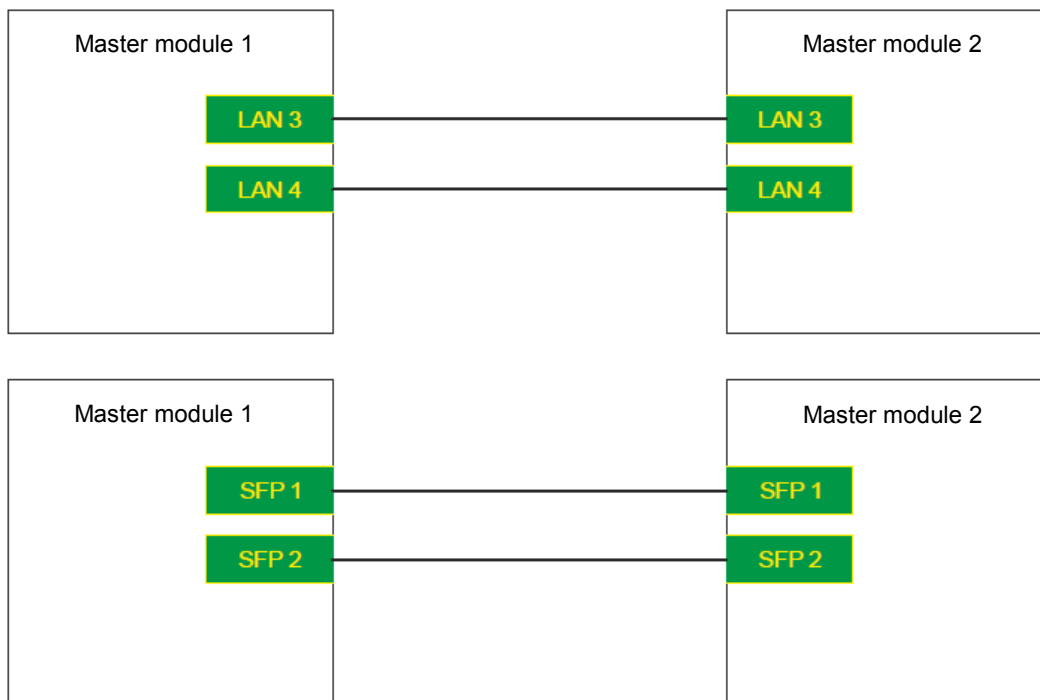 Master module 1
Master module 2
LAN 3
LAN 3
LAN 4
LAN 4
Master module 1
Master module 2
SFP 1
SFP 1
SFP 2
SFP 2